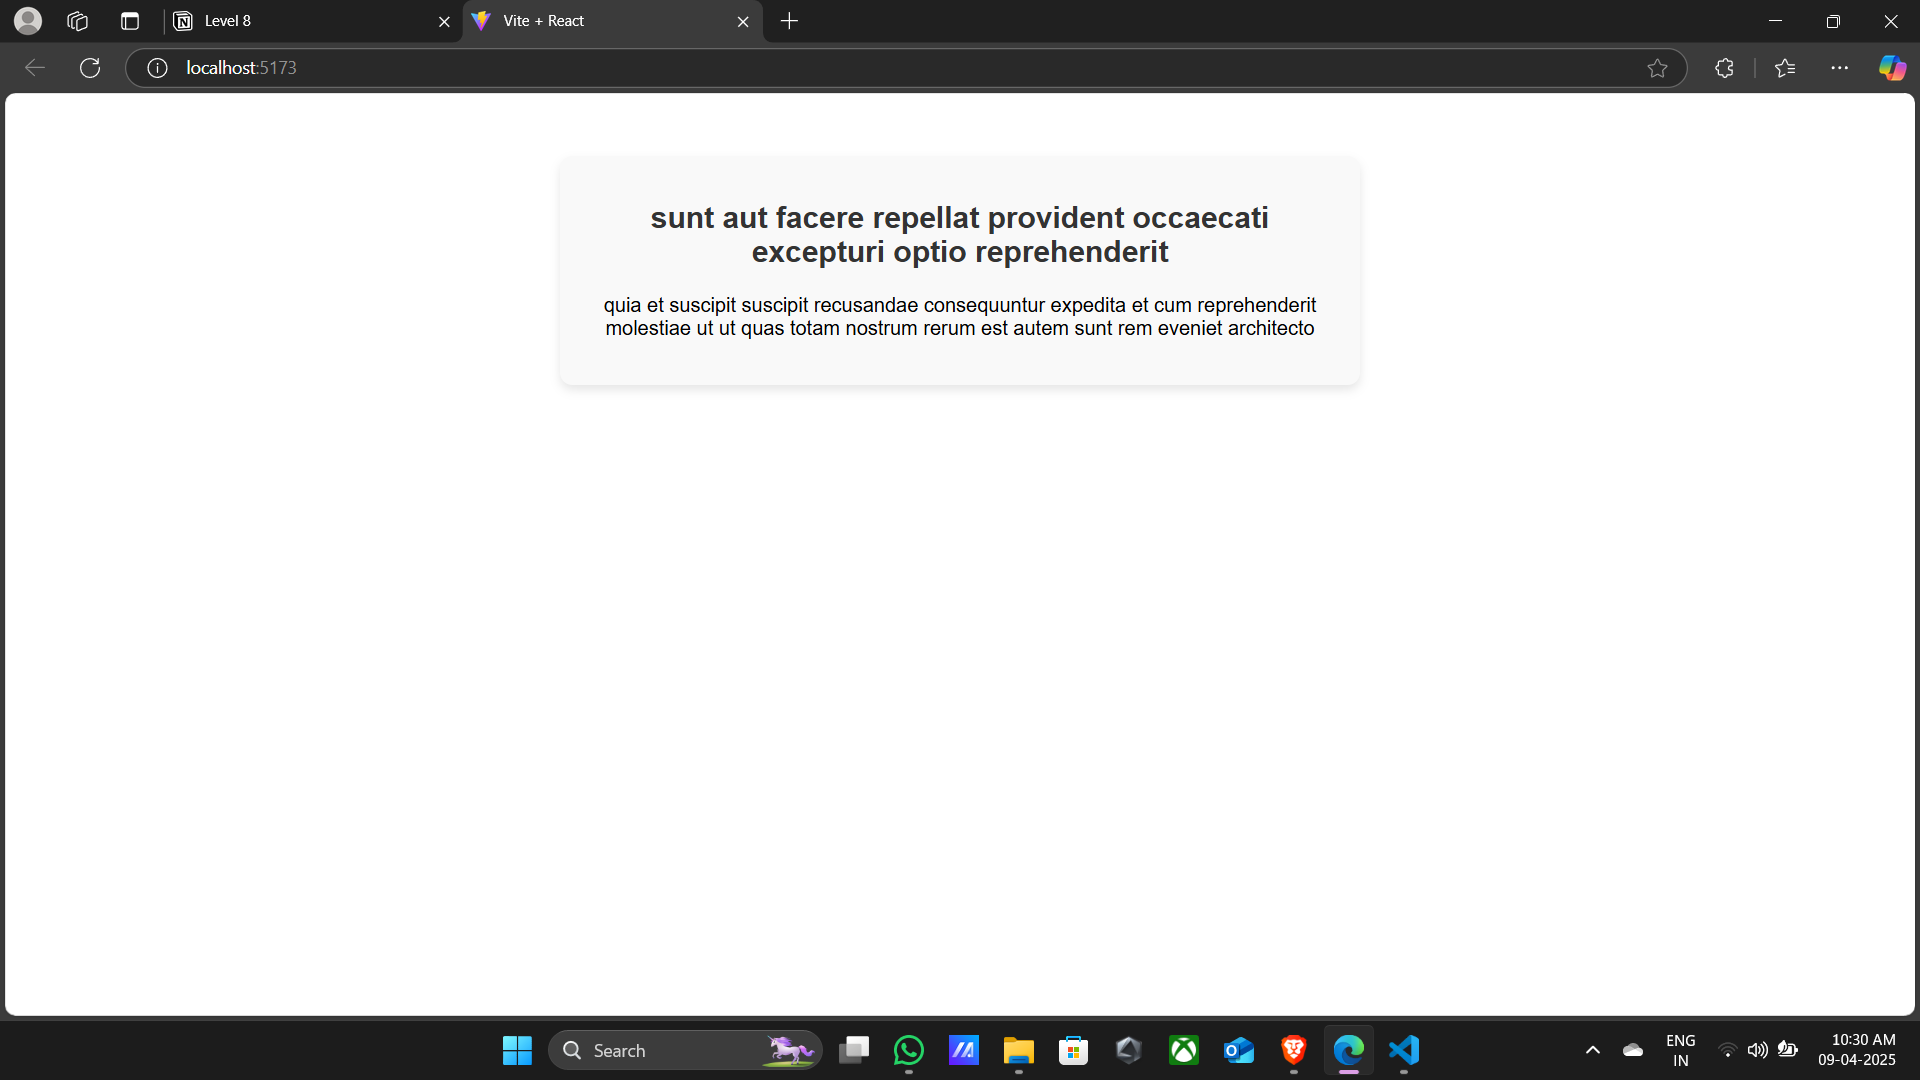 Level 8
Vite + React
localhost:5173
sunt aut facere repellat provident occaecati
excepturi optio reprehenderit
quia et suscipit suscipit recusandae consequuntur expedita et cum reprehenderit
molestiae ut ut quas totam nostrum rerum est autem sunt rem eveniet architecto
Search
ENG
IN
10:30 AM
09-04-2025